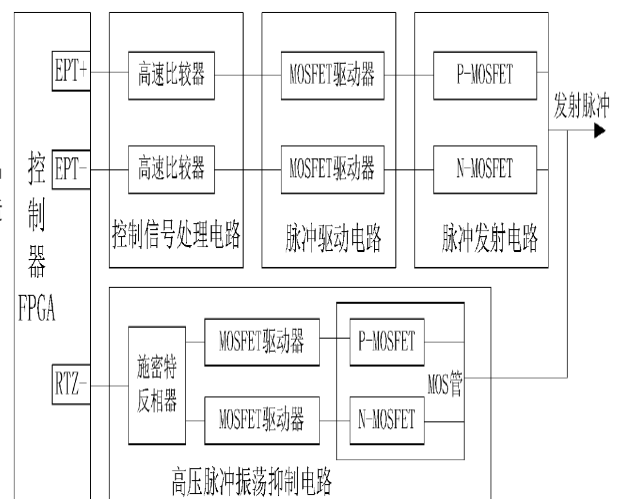 EPT+
高速比较器
MOSFET驱动器
P-MOSFET
发射脉冲
EPT-
高速比较器
MOSFET驱动器
N-MOSFET
控制器
FPGA
控制信号处理电路
脉冲驱动电路
脉冲发射电路
RTZ-
施密特
反相器
MOSFET驱动器
P-MOSFET
MOS管
MOSFET驱动器
N-MOSFET
高压脉冲振荡抑制电路